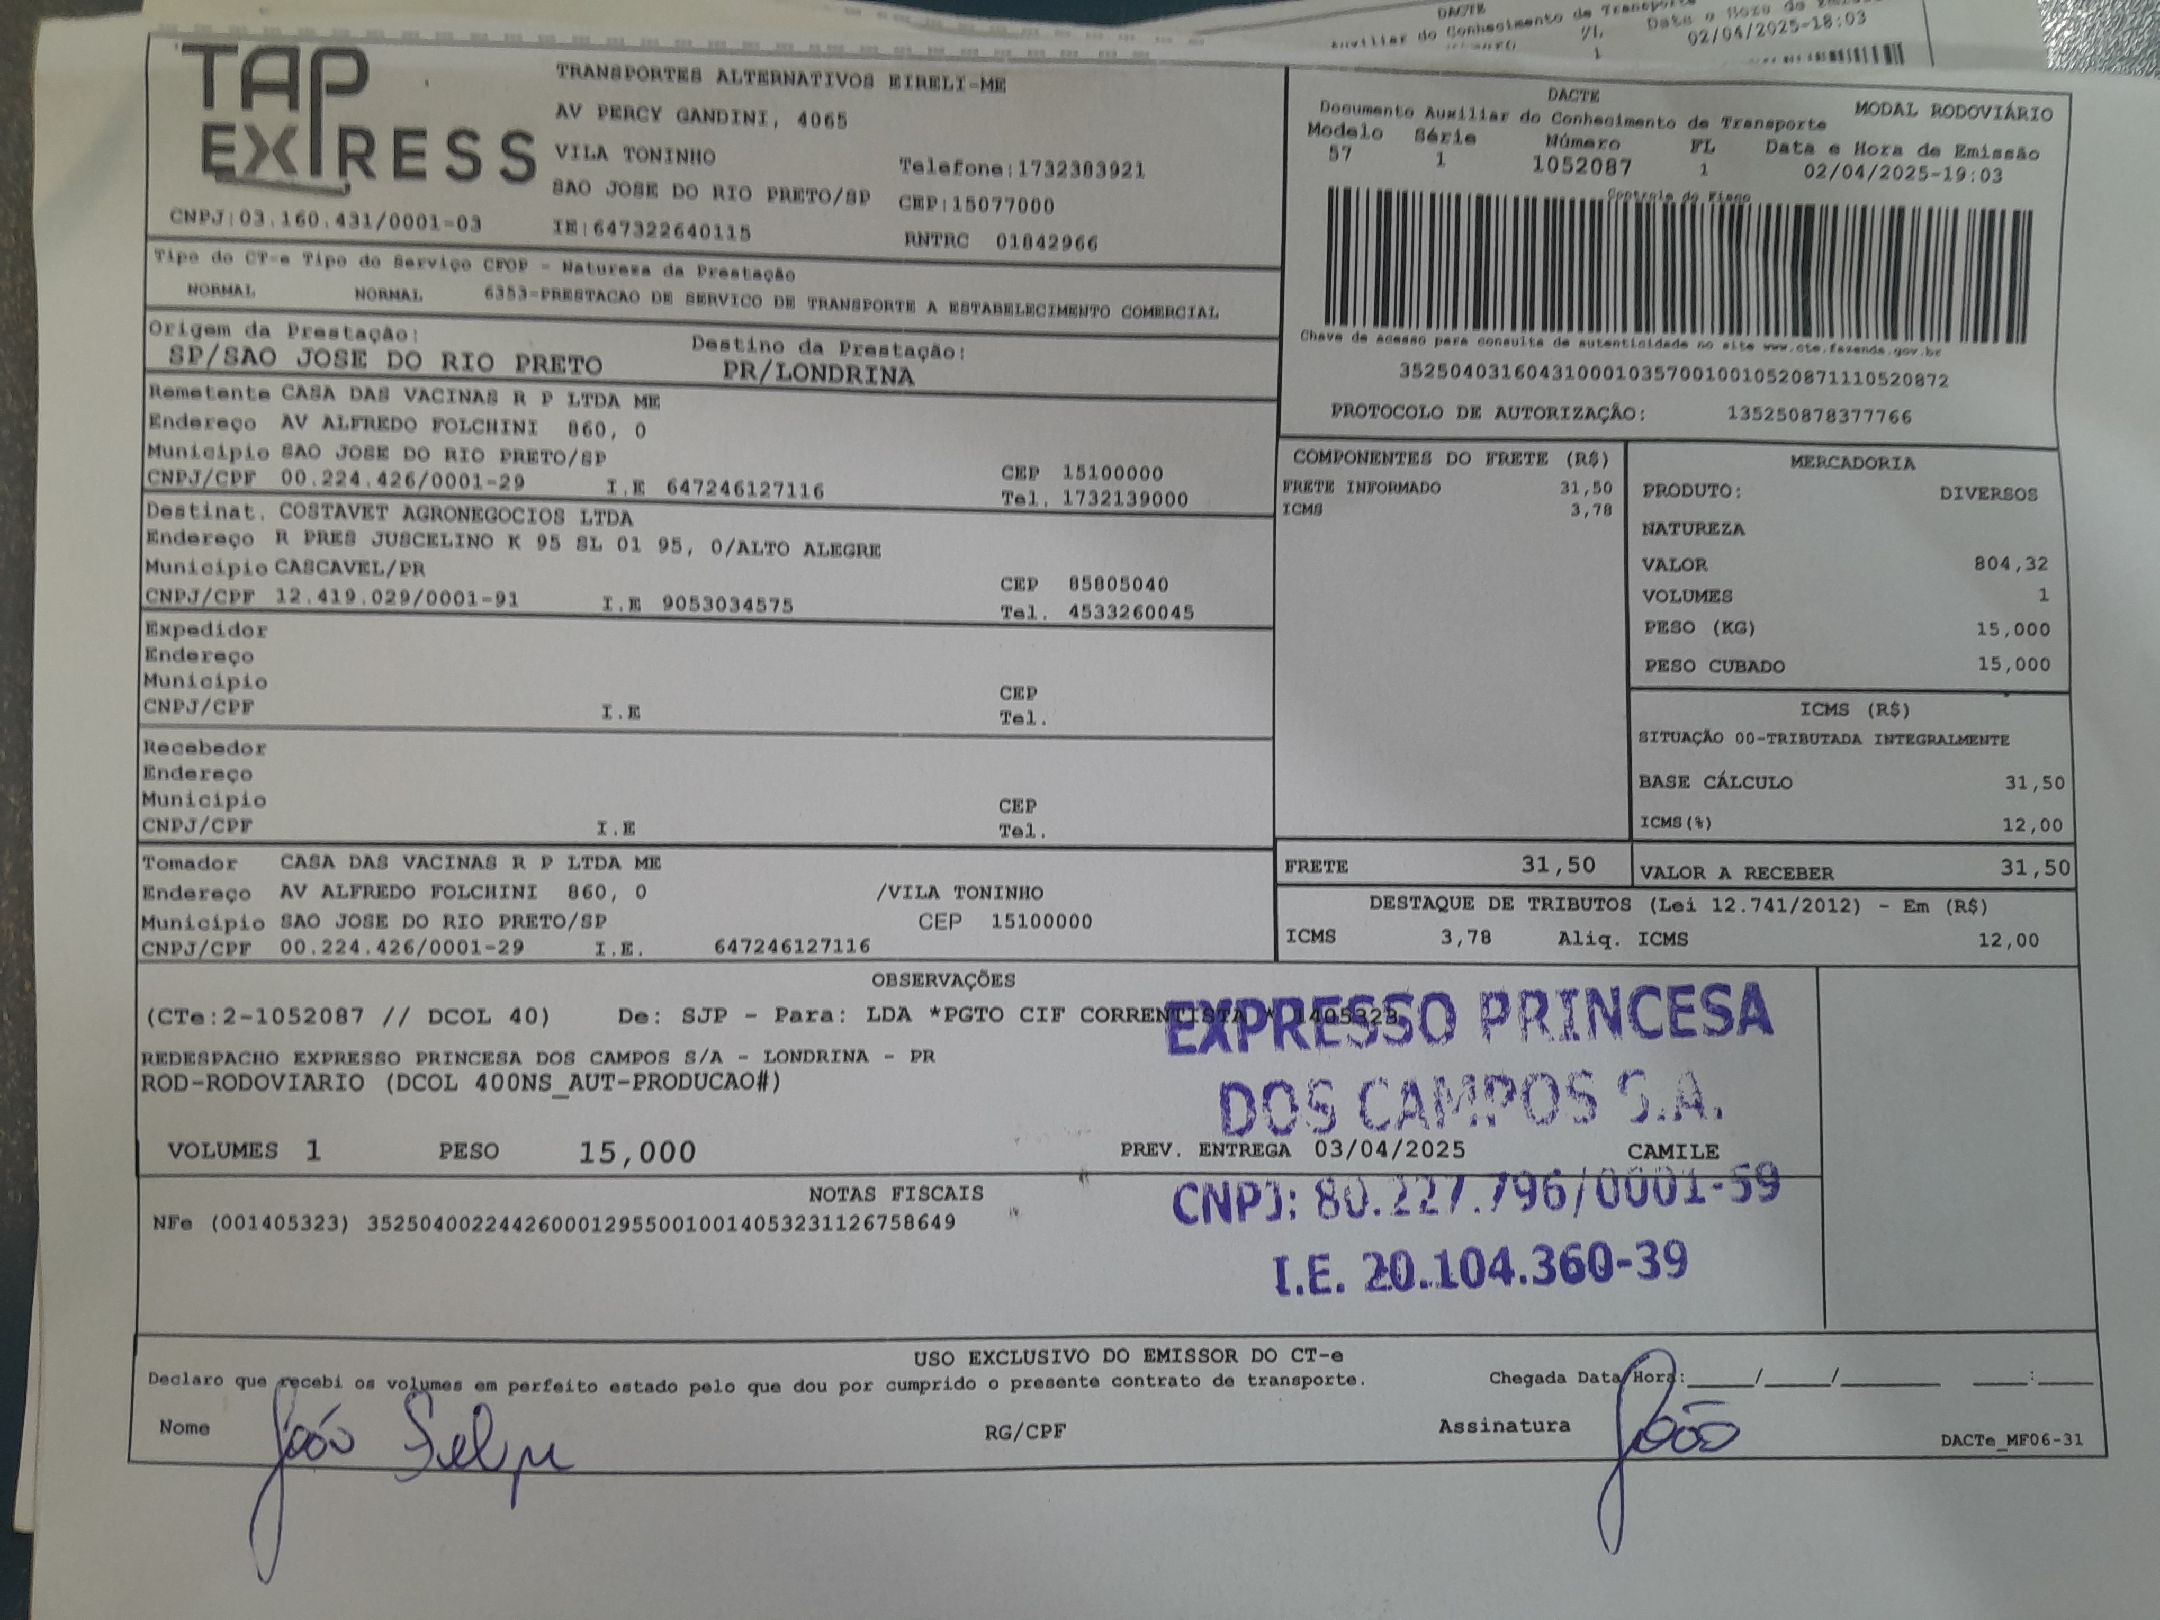 DACTE
Auxiliar do Conhecimento de Transporte
FL
1
02/04/2025-18:03
TAP EXPRESS
CNPJ:03.160.431/0001-03
TRANSPORTES ALTERNATIVOS EIRELI-ME
AV PERCY GANDINI, 4065
VILA TONINHO
Telefone:1732383921
SAO JOSE DO RIO PRETO/SP CEP:15077000
IE:647322640115 RNTRC 01842966
DACTE MODAL RODOVIÁRIO
Documento Auxiliar do Conhecimento de Transporte
Modelo Série Número FL Data e Hora de Emissão
57 1 1052087 1 02/04/2025-19:03
Controle do Fisco
Chave de acesso para consulta de autenticidade no site www.cte.fazenda.gov.br
35250403160431000103570010010520871110520872
PROTOCOLO DE AUTORIZAÇÃO: 135250878377766
Tipo do CT-e Tipo do Serviço CFOP - Natureza da Prestação
NORMAL NORMAL 6353-PRESTACAO DE SERVICO DE TRANSPORTE A ESTABELECIMENTO COMERCIAL
Origem da Prestação: Destino da Prestação:
SP/SAO JOSE DO RIO PRETO PR/LONDRINA
Remetente CASA DAS VACINAS R P LTDA ME
Endereço AV ALFREDO FOLCHINI 860, 0
Municipio SAO JOSE DO RIO PRETO/SP CEP 15100000
CNPJ/CPF 00.224.426/0001-29 I.E 647246127116 Tel. 1732139000
Destinat. COSTAVET AGRONEGOCIOS LTDA
Endereço R PRES JUSCELINO K 95 SL 01 95, 0/ALTO ALEGRE
Municipio CASCAVEL/PR CEP 85805040
CNPJ/CPF 12.419.029/0001-91 I.E 9053034575 Tel. 4533260045
Expedidor
Endereço
Municipio CEP
CNPJ/CPF I.E Tel.
Recebedor
Endereço
Municipio CEP
CNPJ/CPF I.E Tel.
Tomador CASA DAS VACINAS R P LTDA ME
Endereço AV ALFREDO FOLCHINI 860, 0 /VILA TONINHO
Municipio SAO JOSE DO RIO PRETO/SP CEP 15100000
CNPJ/CPF 00.224.426/0001-29 I.E. 647246127116
COMPONENTES DO FRETE (R$)
FRETE INFORMADO 31,50
ICMS 3,78
FRETE 31,50
MERCADORIA
PRODUTO: DIVERSOS
NATUREZA
VALOR 804,32
VOLUMES 1
PESO (KG) 15,000
PESO CUBADO 15,000
ICMS (R$)
SITUAÇÃO 00-TRIBUTADA INTEGRALMENTE
BASE CÁLCULO 31,50
ICMS(%) 12,00
VALOR A RECEBER 31,50
DESTAQUE DE TRIBUTOS (Lei 12.741/2012) - Em (R$)
ICMS 3,78 Aliq. ICMS 12,00
OBSERVAÇÕES
(CTe:2-1052087 // DCOL 40) De: SJP - Para: LDA *PGTO CIF CORRENTISTA * 1405323
REDESPACHO EXPRESSO PRINCESA DOS CAMPOS S/A - LONDRINA - PR
ROD-RODOVIARIO (DCOL 400NS_AUT-PRODUCAO#)
VOLUMES 1 PESO 15,000 PREV. ENTREGA 03/04/2025 CAMILE
EXPRESSO PRINCESA
DOS CAMPOS S.A.
CNPJ: 80.227.796/0001-59
I.E. 20.104.360-39
NOTAS FISCAIS
NFe (001405323) 35250400224426000129550010014053231126758649
USO EXCLUSIVO DO EMISSOR DO CT-e
Declaro que recebi os volumes em perfeito estado pelo que dou por cumprido o presente contrato de transporte. Chegada Data Hora:____/____/______ ___:___
Nome João Felipe RG/CPF Assinatura João
DACTe_MF06-31